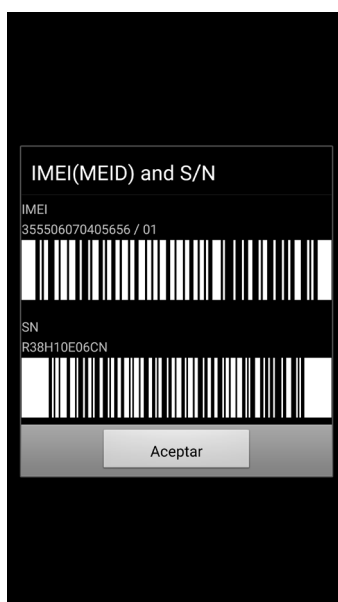 IMEI(MEID) and S/N
IMEI
355506070405656 / 01
SN
R38H10E06CN
Aceptar